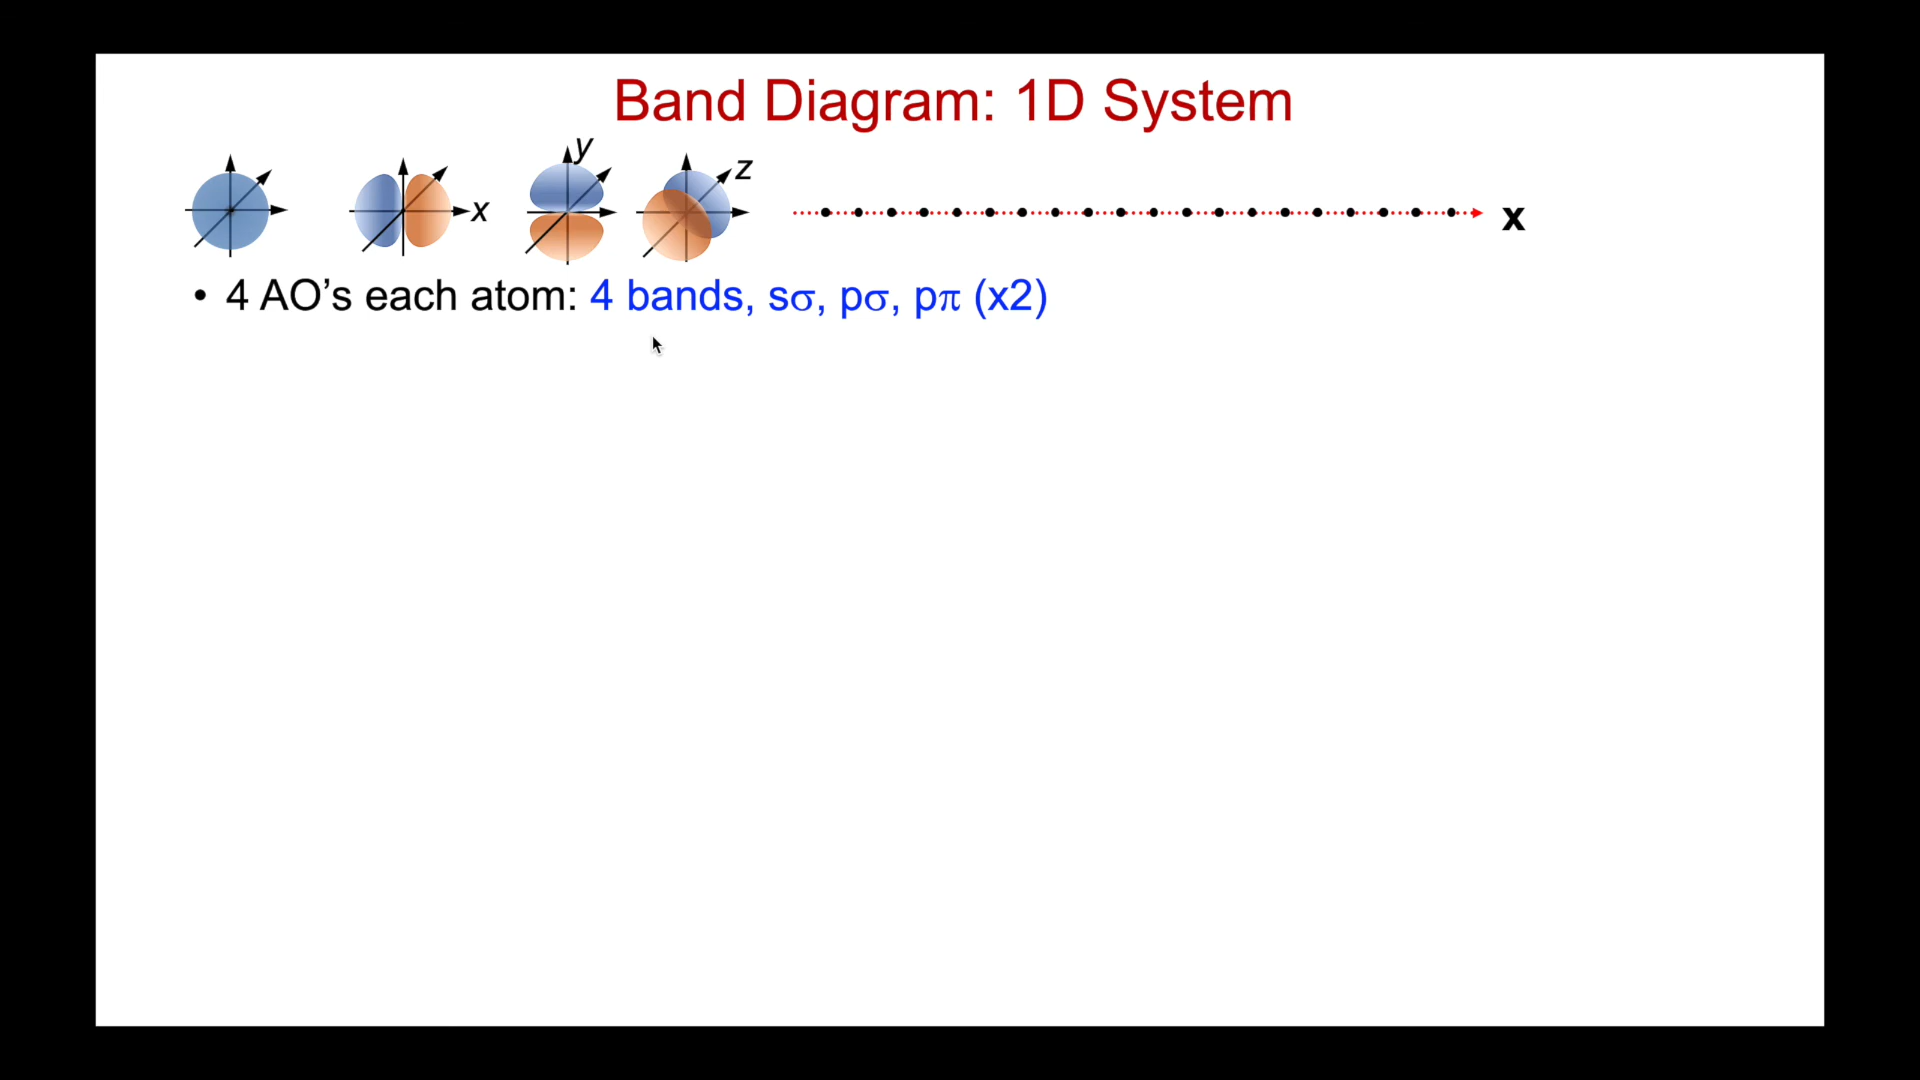 Band Diagram: 1D System
y
z
x
x
• 4 AO’s each atom: 4 bands, sσ, pσ, pπ (x2)